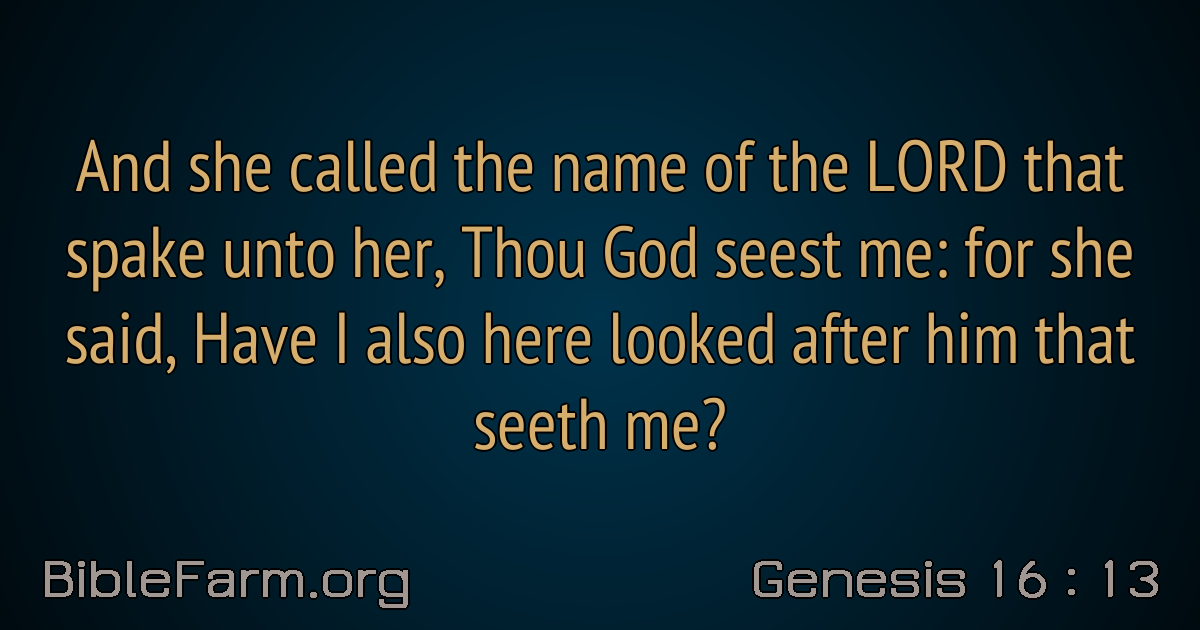 And she called the name of the LORD that
spake unto her, Thou God seest me: for she
said, Have I also here looked after him that
seeth me?
BibleFarm.org
Genesis 16 : 13